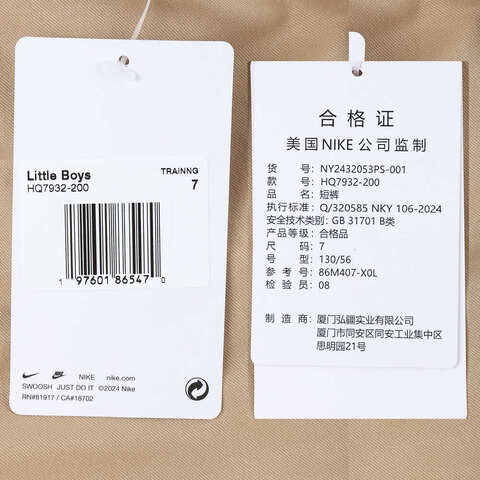 Little Boys
HQ7932-200
TRAINNG
7
1 97601 86547 0
NIKE nike.com
SWOOSH JUST DO IT ©2024 Nike
RN#81917 / CA#18702
合格证
美国NIKE公司监制
货号: NY2432053PS-001
款号: HQ7932-200
品名: 短裤
执行标准: Q/320585 NKY 106-2024
安全技术类别: GB 31701 B类
产品等级: 合格品
尺码: 7
号型: 130/56
参考号: 86M407-X0L
检验员: 08
制造商: 厦门弘疆实业有限公司
厦门市同安区同安工业集中区
思明园21号